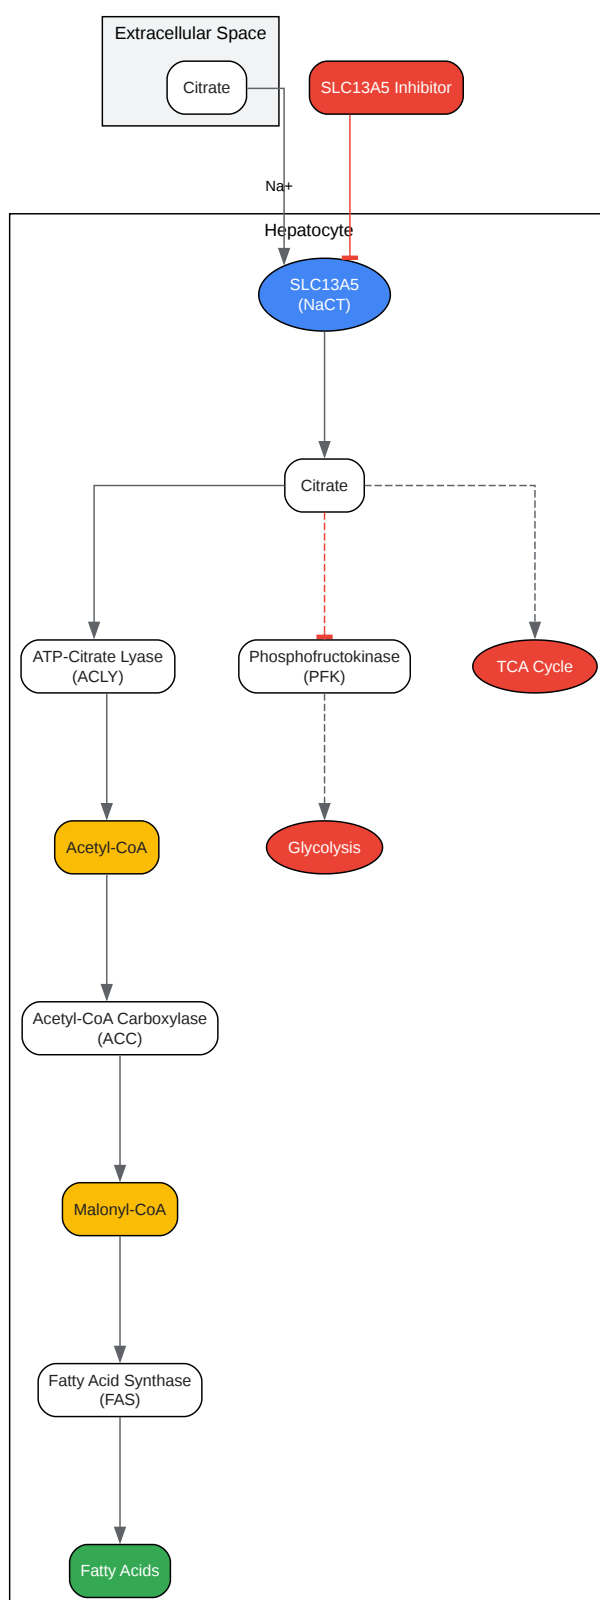 Extracellular Space
Citrate
SLC13A5 Inhibitor
Na+
Hepatocyte
SLC13A5
(NaCT)
Citrate
ATP-Citrate Lyase
(ACLY)
Phosphofructokinase
(PFK)
TCA Cycle
Acetyl-CoA
Glycolysis
Acetyl-CoA Carboxylase
(ACC)
Malonyl-CoA
Fatty Acid Synthase
(FAS)
Fatty Acids